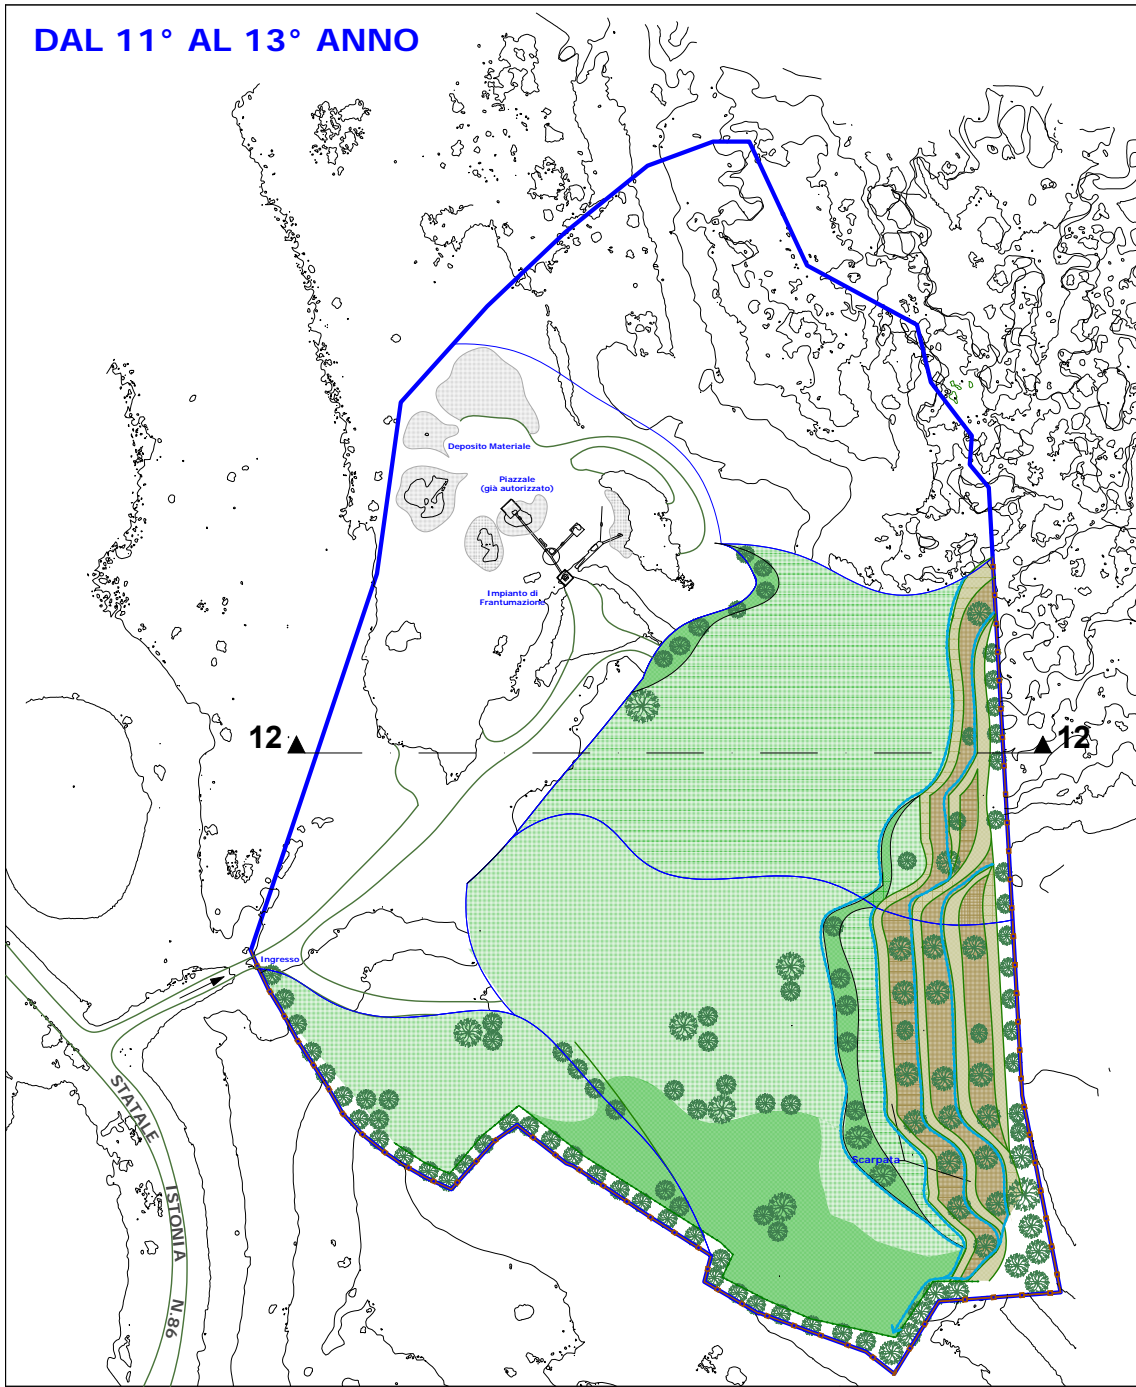 DAL 11° AL 13° ANNO
Deposito Materiale
Piazzale
(già autorizzato)
Impianto di
Frantumazione
12
12
Ingresso
Scarpata
STATALE ISTONIA N.86